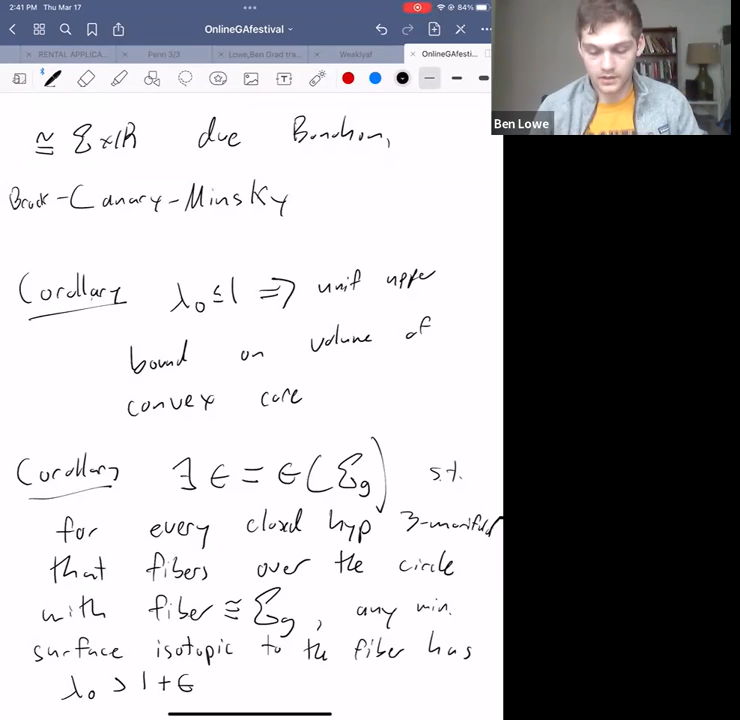 2:41 PM Thu Mar 17
84%
OnlineGAfestival
RENTAL APPLICA...
Penn 3/3
Lowe,Ben Grad tra...
Weeklyaf
OnlineGAfesti...
Ben Lowe
≅ Σ×ℝ due Bonahon,
Brock-Canary-Minsky
Corollary λ₀ ≤ 1 ⇒ unif upper
bound on volume of
convex core
Corollary ∃ ϵ = ϵ(Σg) s.t.
for every closed hyp 3-manifold
that fibers over the circle
with fiber ≅ Σg, any min.
surface isotopic to the fiber has
λ₀ > 1 + ϵ